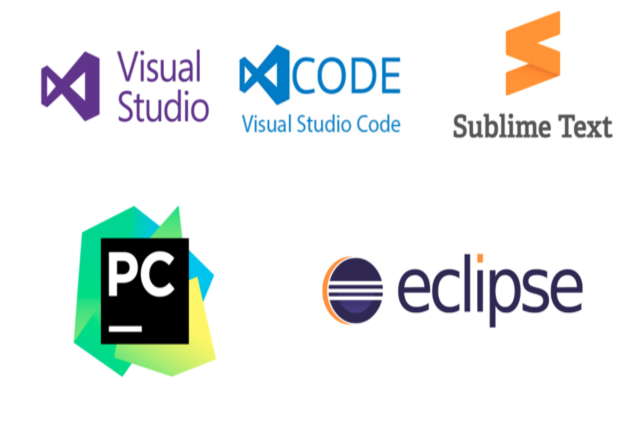 Visual
Studio
CODE
Visual Studio Code
Sublime Text
PC
eclipse